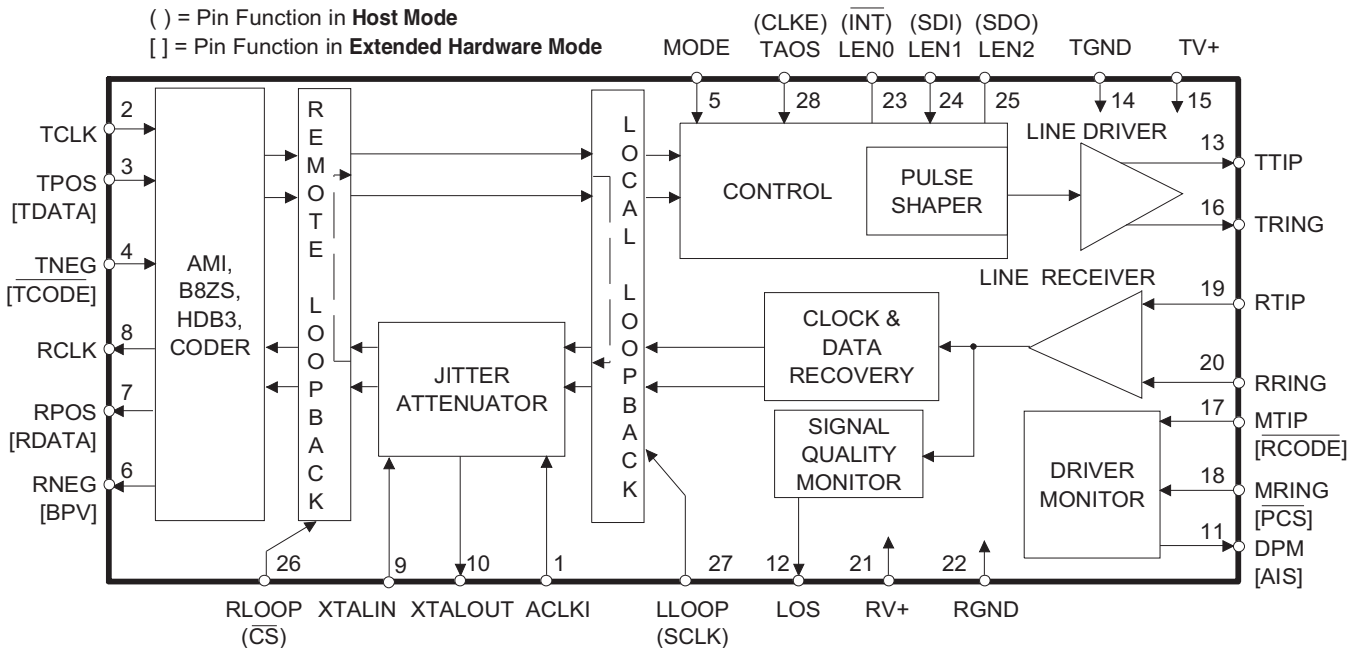 ( ) = Pin Function in Host Mode
[ ] = Pin Function in Extended Hardware Mode
MODE
(CLKE)
TAOS
(INT)
LEN0
(SDI)
LEN1
(SDO)
LEN2
TGND
TV+
5
28
23
24
25
14
15
TCLK
2
TPOS
[TDATA]
3
TNEG
[TCODE]
4
RCLK
8
RPOS
[RDATA]
7
RNEG
[BPV]
6
AMI,
B8ZS,
HDB3,
CODER
REMOTE LOOPBACK
JITTER
ATTENUATOR
LOCAL LOOPBACK
CONTROL
PULSE
SHAPER
LINE DRIVER
13
TTIP
16
TRING
LINE RECEIVER
CLOCK &
DATA
RECOVERY
SIGNAL
QUALITY
MONITOR
19
RTIP
20
RRING
DRIVER
MONITOR
17
MTIP
[RCODE]
18
MRING
[PCS]
11
DPM
[AIS]
26
9
10
1
27
12
21
22
RLOOP
(CS)
XTALIN
XTALOUT
ACLKI
LLOOP
(SCLK)
LOS
RV+
RGND